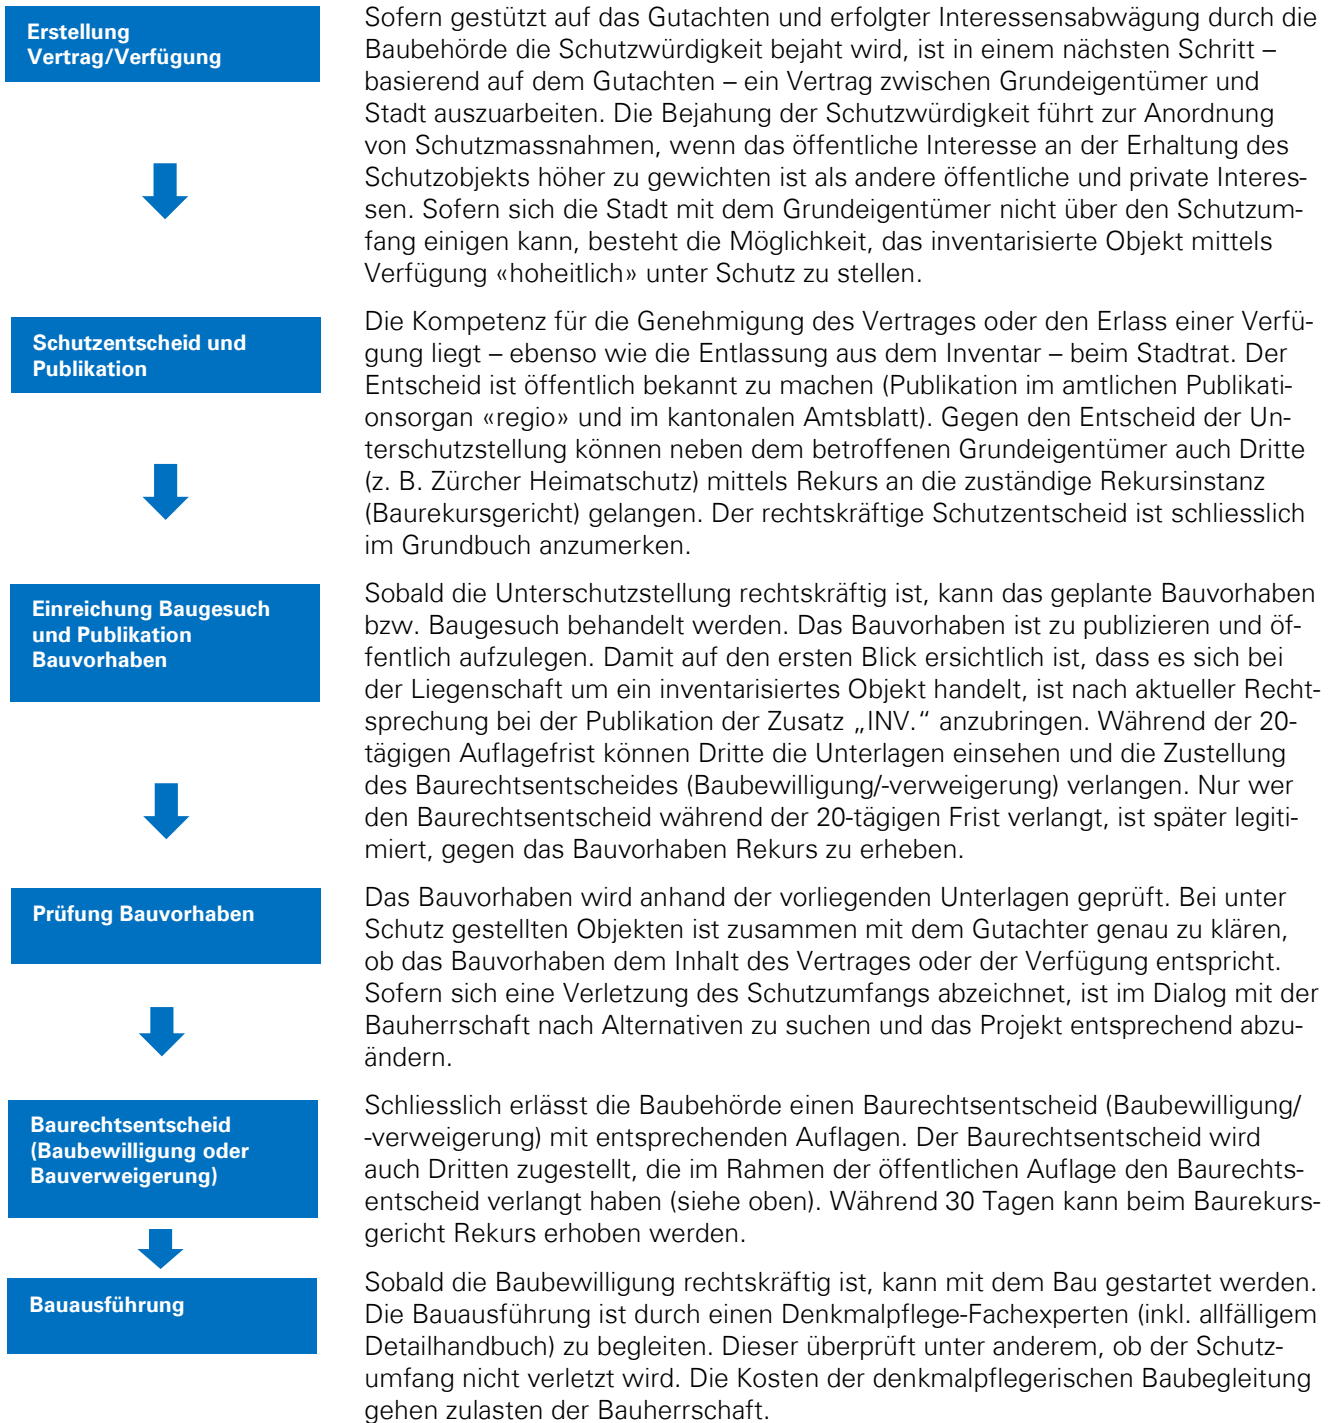 Erstellung
Vertrag/Verfügung
Sofern gestützt auf das Gutachten und erfolgter Interessensabwägung durch die
Baubehörde die Schutzwürdigkeit bejaht wird, ist in einem nächsten Schritt –
basierend auf dem Gutachten – ein Vertrag zwischen Grundeigentümer und
Stadt auszuarbeiten. Die Bejahung der Schutzwürdigkeit führt zur Anordnung
von Schutzmassnahmen, wenn das öffentliche Interesse an der Erhaltung des
Schutzobjekts höher zu gewichten ist als andere öffentliche und private Interes-
sen. Sofern sich die Stadt mit dem Grundeigentümer nicht über den Schutzum-
fang einigen kann, besteht die Möglichkeit, das inventarisierte Objekt mittels
Verfügung «hoheitlich» unter Schutz zu stellen.
Schutzentscheid und
Publikation
Die Kompetenz für die Genehmigung des Vertrages oder den Erlass einer Verfü-
gung liegt – ebenso wie die Entlassung aus dem Inventar – beim Stadtrat. Der
Entscheid ist öffentlich bekannt zu machen (Publikation im amtlichen Publikati-
onsorgan «regio» und im kantonalen Amtsblatt). Gegen den Entscheid der Un-
terschutzstellung können neben dem betroffenen Grundeigentümer auch Dritte
(z. B. Zürcher Heimatschutz) mittels Rekurs an die zuständige Rekursinstanz
(Baurekursgericht) gelangen. Der rechtskräftige Schutzentscheid ist schliesslich
im Grundbuch anzumerken.
Einreichung Baugesuch
und Publikation
Bauvorhaben
Sobald die Unterschutzstellung rechtskräftig ist, kann das geplante Bauvorhaben
bzw. Baugesuch behandelt werden. Das Bauvorhaben ist zu publizieren und öf-
fentlich aufzulegen. Damit auf den ersten Blick ersichtlich ist, dass es sich bei
der Liegenschaft um ein inventarisiertes Objekt handelt, ist nach aktueller Recht-
sprechung bei der Publikation der Zusatz „INV.“ anzubringen. Während der 20-
tägigen Auflagefrist können Dritte die Unterlagen einsehen und die Zustellung
des Baurechtsentscheides (Baubewilligung/-verweigerung) verlangen. Nur wer
den Baurechtsentscheid während der 20-tägigen Frist verlangt, ist später legiti-
miert, gegen das Bauvorhaben Rekurs zu erheben.
Prüfung Bauvorhaben
Das Bauvorhaben wird anhand der vorliegenden Unterlagen geprüft. Bei unter
Schutz gestellten Objekten ist zusammen mit dem Gutachter genau zu klären,
ob das Bauvorhaben dem Inhalt des Vertrages oder der Verfügung entspricht.
Sofern sich eine Verletzung des Schutzumfangs abzeichnet, ist im Dialog mit der
Bauherrschaft nach Alternativen zu suchen und das Projekt entsprechend abzu-
ändern.
Baurechtsentscheid
(Baubewilligung oder
Bauverweigerung)
Schliesslich erlässt die Baubehörde einen Baurechtsentscheid (Baubewilligung/
-verweigerung) mit entsprechenden Auflagen. Der Baurechtsentscheid wird
auch Dritten zugestellt, die im Rahmen der öffentlichen Auflage den Baurechts-
entscheid verlangt haben (siehe oben). Während 30 Tagen kann beim Baurekurs-
gericht Rekurs erhoben werden.
Bauausführung
Sobald die Baubewilligung rechtskräftig ist, kann mit dem Bau gestartet werden.
Die Bauausführung ist durch einen Denkmalpflege-Fachexperten (inkl. allfälligem
Detailhandbuch) zu begleiten. Dieser überprüft unter anderem, ob der Schutz-
umfang nicht verletzt wird. Die Kosten der denkmalpflegerischen Baubegleitung
gehen zulasten der Bauherrschaft.